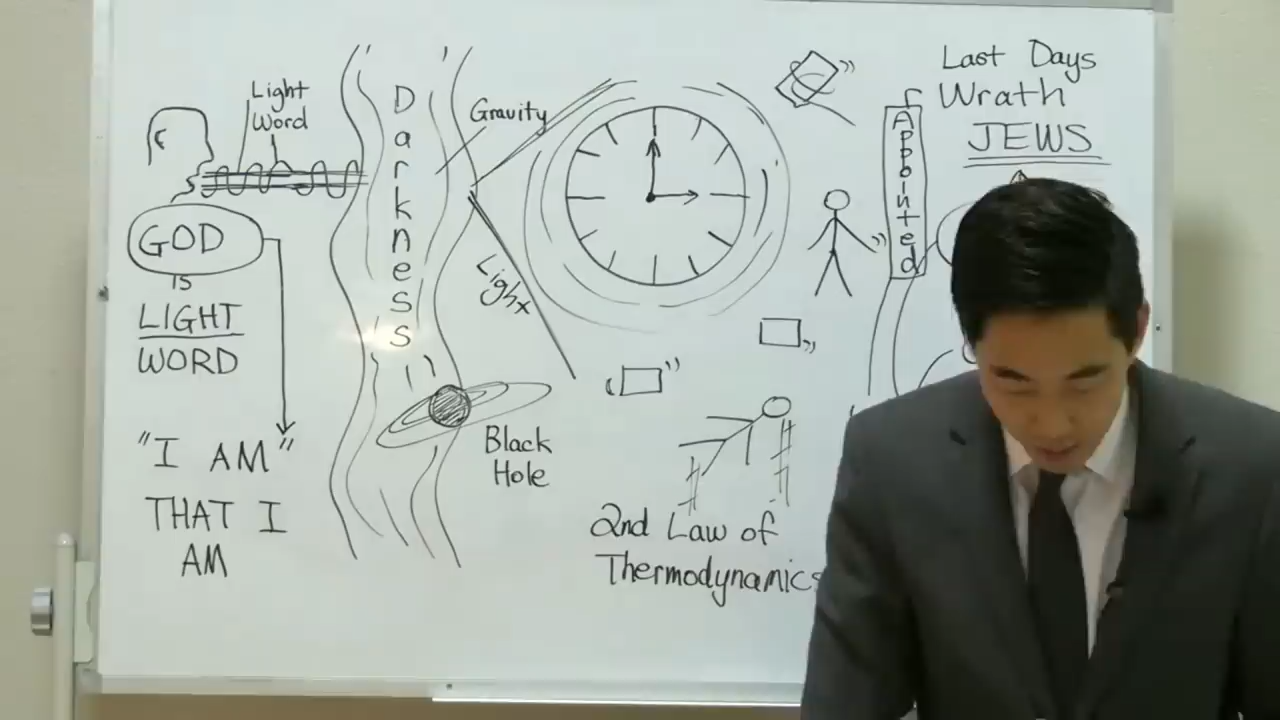 Light
Word
GOD
is
LIGHT
WORD
"I AM"
THAT I
AM
Darkness
Gravity
Light
Black
Hole
2nd Law of
Thermodynamics
Appointed
Last Days
Wrath
JEWS